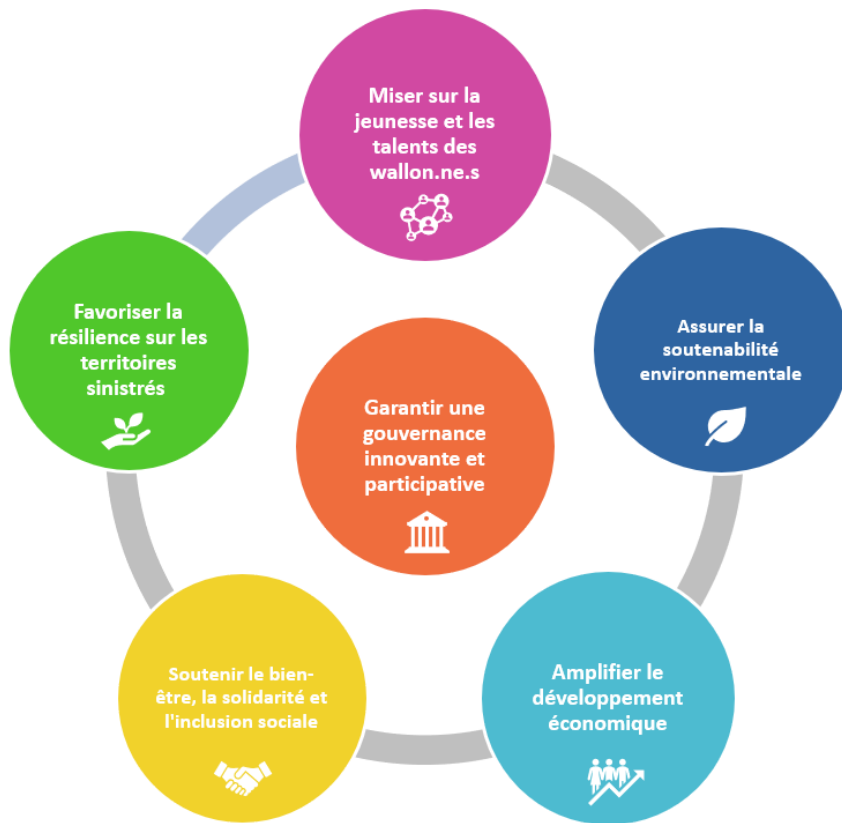 Miser sur la
jeunesse et les
talents des
wallon.ne.s
Assurer la
soutenabilité
environnementale
Amplifier le
développement
économique
Soutenir le bien-
être, la solidarité et
l'inclusion sociale
Favoriser la
résilience sur les
territoires
sinistrés
Garantir une
gouvernance
innovante et
participative